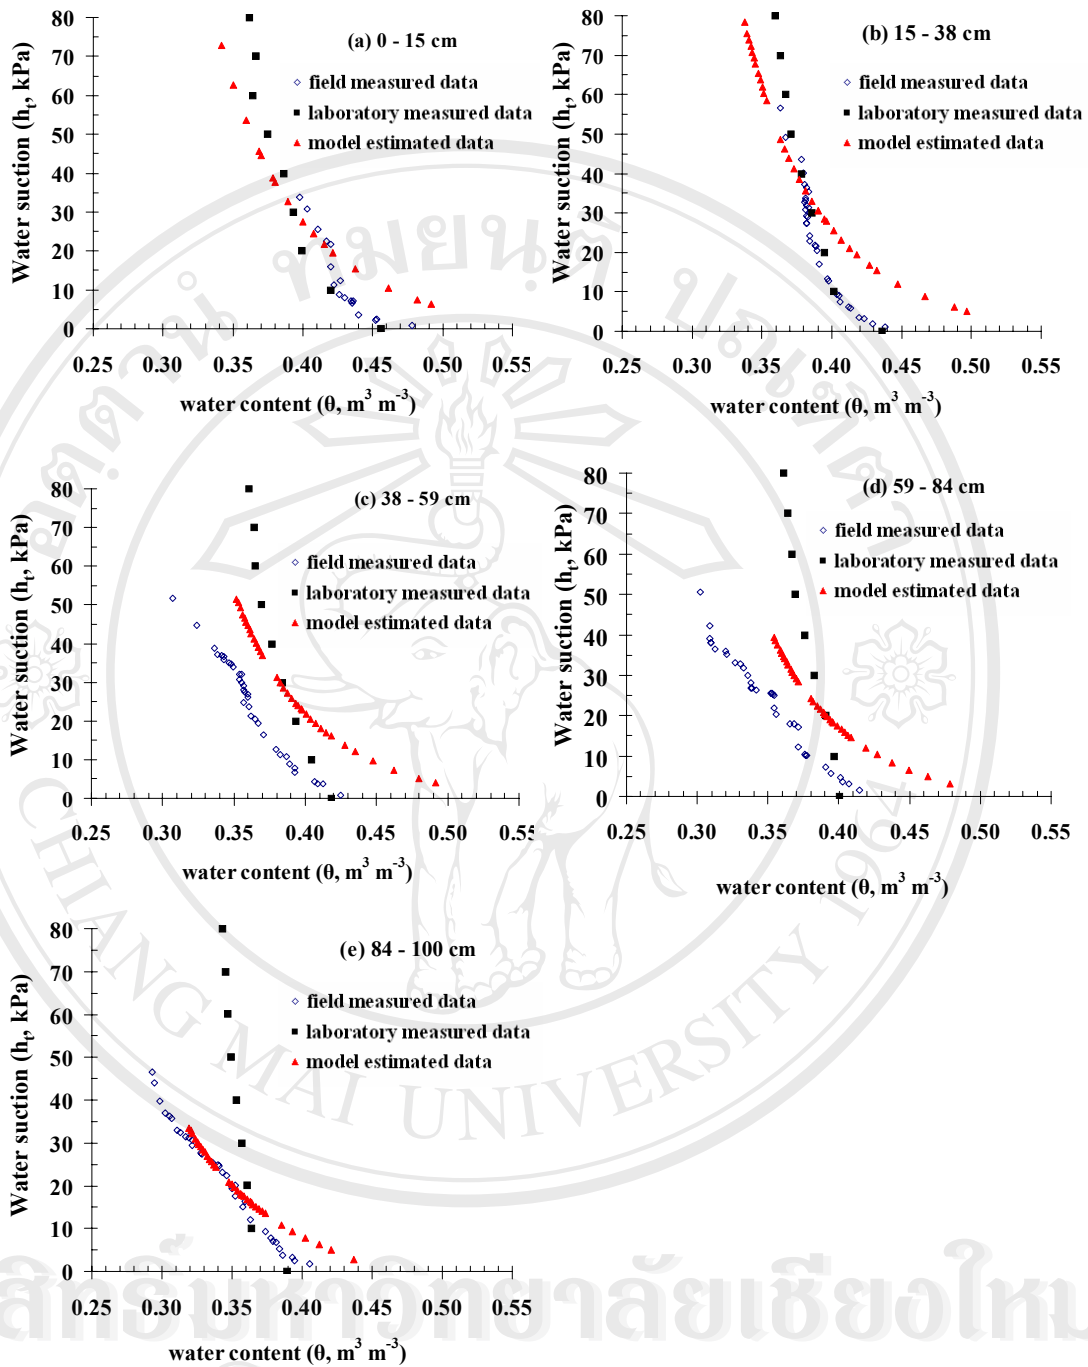 Water suction (ht, kPa)
80
70
60
50
40
30
20
10
0
(a) 0 - 15 cm
field measured data
laboratory measured data
model estimated data
0.25 0.30 0.35 0.40 0.45 0.50 0.55
water content (θ, m³ m⁻³)
Water suction (ht, kPa)
80
70
60
50
40
30
20
10
0
(b) 15 - 38 cm
field measured data
laboratory measured data
model estimated data
0.25 0.30 0.35 0.40 0.45 0.50 0.55
water content (θ, m³ m⁻³)
Water suction (ht, kPa)
80
70
60
50
40
30
20
10
0
(c) 38 - 59 cm
field measured data
laboratory measured data
model estimated data
0.25 0.30 0.35 0.40 0.45 0.50 0.55
water content (θ, m³ m⁻³)
Water suction (ht, kPa)
80
70
60
50
40
30
20
10
0
(d) 59 - 84 cm
field measured data
laboratory measured data
model estimated data
0.25 0.30 0.35 0.40 0.45 0.50 0.55
water content (θ, m³ m⁻³)
Water suction (ht, kPa)
80
70
60
50
40
30
20
10
0
(e) 84 - 100 cm
field measured data
laboratory measured data
model estimated data
0.25 0.30 0.35 0.40 0.45 0.50 0.55
water content (θ, m³ m⁻³)
CHIANG MAI UNIVERSITY 1964